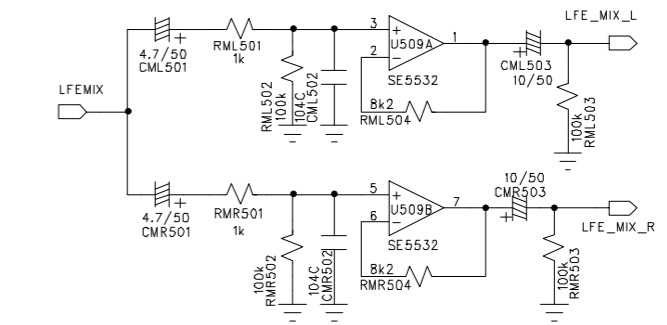 LFE_MIX_L
4.7/50
CML501
+
RML501
1k
3
+
2
−
U509A
1
SE5532
+
CML503
10/50
LFEMIX
RML502
100k
104C
CML502
8k2
RML504
100k
RML503
4.7/50
CMR501
+
RMR501
1k
5
+
6
−
U509B
7
SE5532
10/50
CMR503
+
LFE_MIX_R
100k
RMR502
104C
CMR502
8k2
RMR504
100k
RMR503